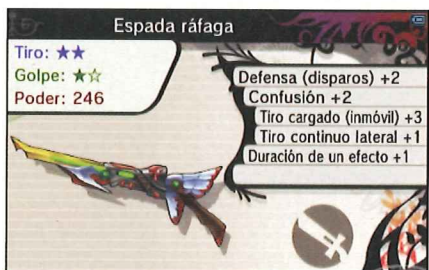 Espada ráfaga
Tiro: ★★
Golpe: ★☆
Poder: 246
Defensa (disparos) +2
Confusión +2
Tiro cargado (inmóvil) +3
Tiro continuo lateral +1
Duración de un efecto +1